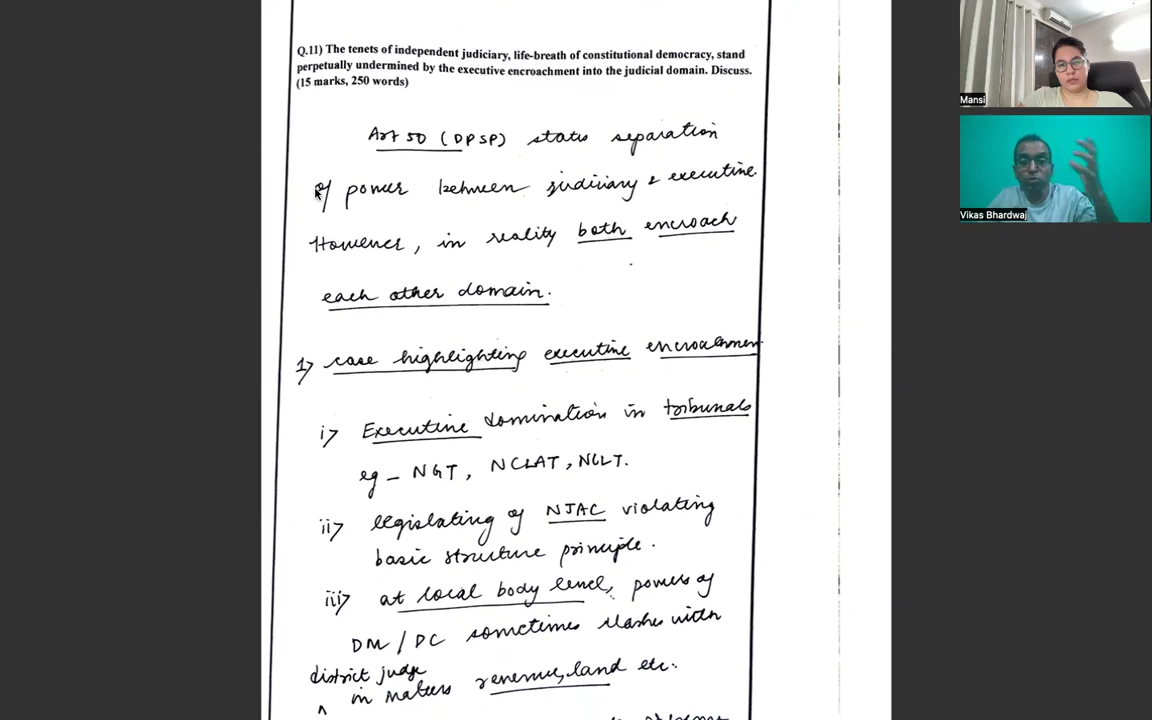 Q.11) The tenets of independent judiciary, life-breath of constitutional democracy, stand
perpetually undermined by the executive encroachment into the judicial domain. Discuss.
(15 marks, 250 words)
Art 50 (DPSP) states separation
of power between judiciary & executive.
However, in reality both encroach
each other domain.
1) case highlighting executive encroachment
i) Executive domination in tribunals
eg - NGT, NCLAT, NCLT.
ii) legislating of NJAC violating
basic structure principle.
iii) at local body level, powers of
DM / DC sometimes clashes with
district judge
^ in matters revenue, land etc.
Mansi
Vikas Bhardwaj